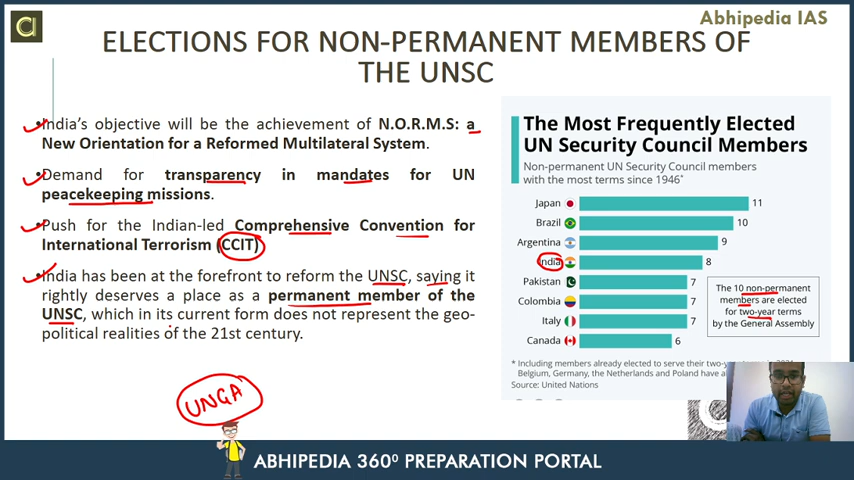 Abhipedia IAS
ELECTIONS FOR NON-PERMANENT MEMBERS OF
THE UNSC
•India's objective will be the achievement of N.O.R.M.S: a
New Orientation for a Reformed Multilateral System.
•Demand for transparency in mandates for UN
peacekeeping missions.
•Push for the Indian-led Comprehensive Convention for
International Terrorism (CCIT)
•India has been at the forefront to reform the UNSC, saying it
rightly deserves a place as a permanent member of the
UNSC, which in its current form does not represent the geo-
political realities of the 21st century.
UNGA
The Most Frequently Elected
UN Security Council Members
Non-permanent UN Security Council members
with the most terms since 1946*
Japan 11
Brazil 10
Argentina 9
India 8
Pakistan 7
Colombia 7
Italy 7
Canada 6
The 10 non-permanent
members are elected
for two-year terms
by the General Assembly
* Including members already elected to serve their two-year
Belgium, Germany, the Netherlands and Poland have
Source: United Nations
ABHIPEDIA 360⁰ PREPARATION PORTAL